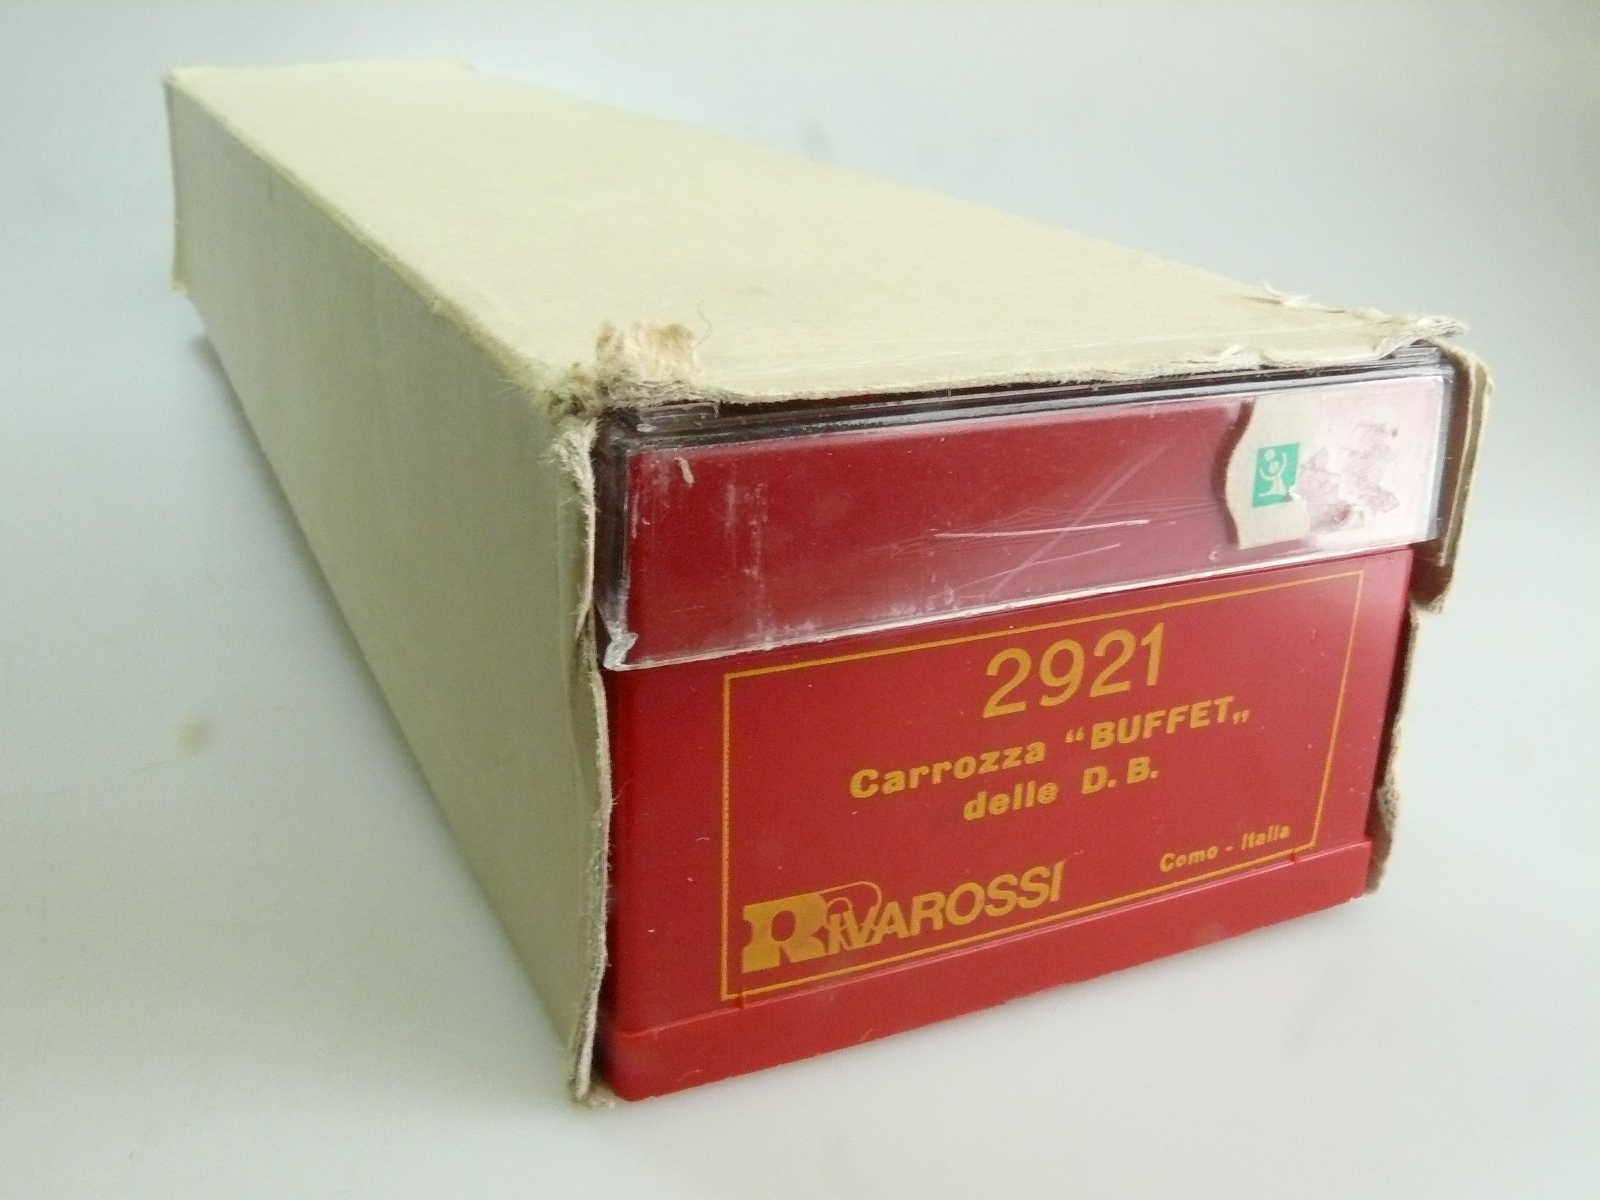 2921
Carrozza “BUFFET„
delle D. B.
Como - Italia
RIVAROSSI